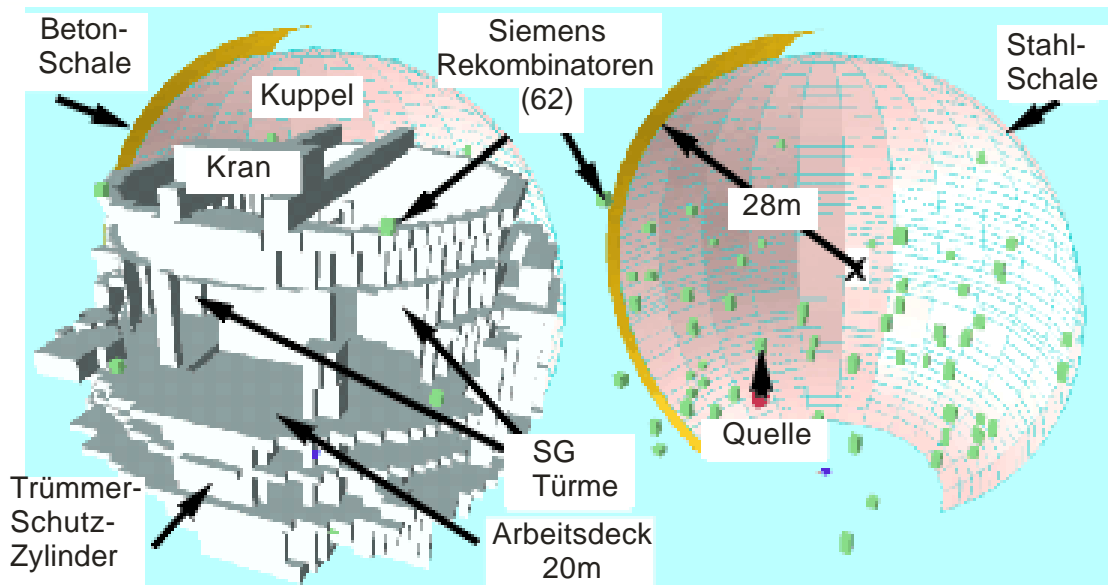 Beton-
Schale
Kuppel
Kran
Siemens
Rekombinatoren
(62)
Stahl-
Schale
28m
Quelle
SG
Türme
Trümmer-
Schutz-
Zylinder
Arbeitsdeck
20m